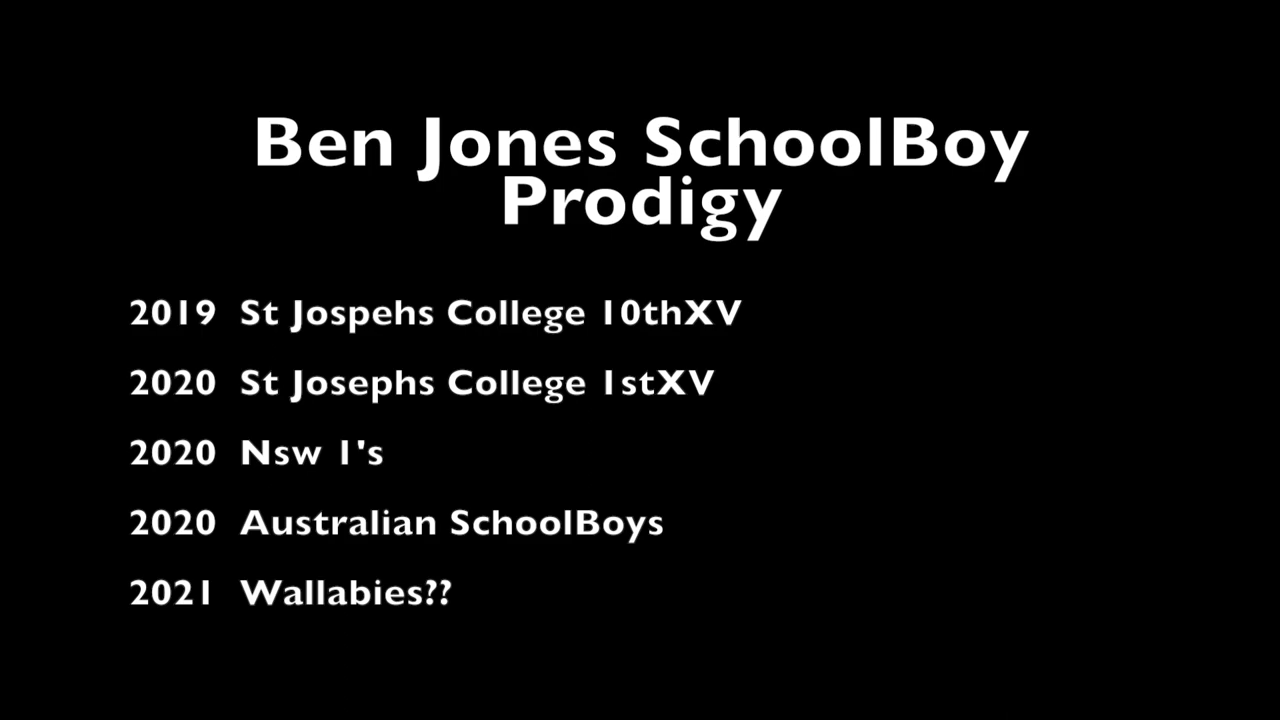 Ben Jones SchoolBoy
Prodigy
2019 St Jospehs College 10thXV
2020 St Josephs College 1stXV
2020 Nsw 1's
2020 Australian SchoolBoys
2021 Wallabies??